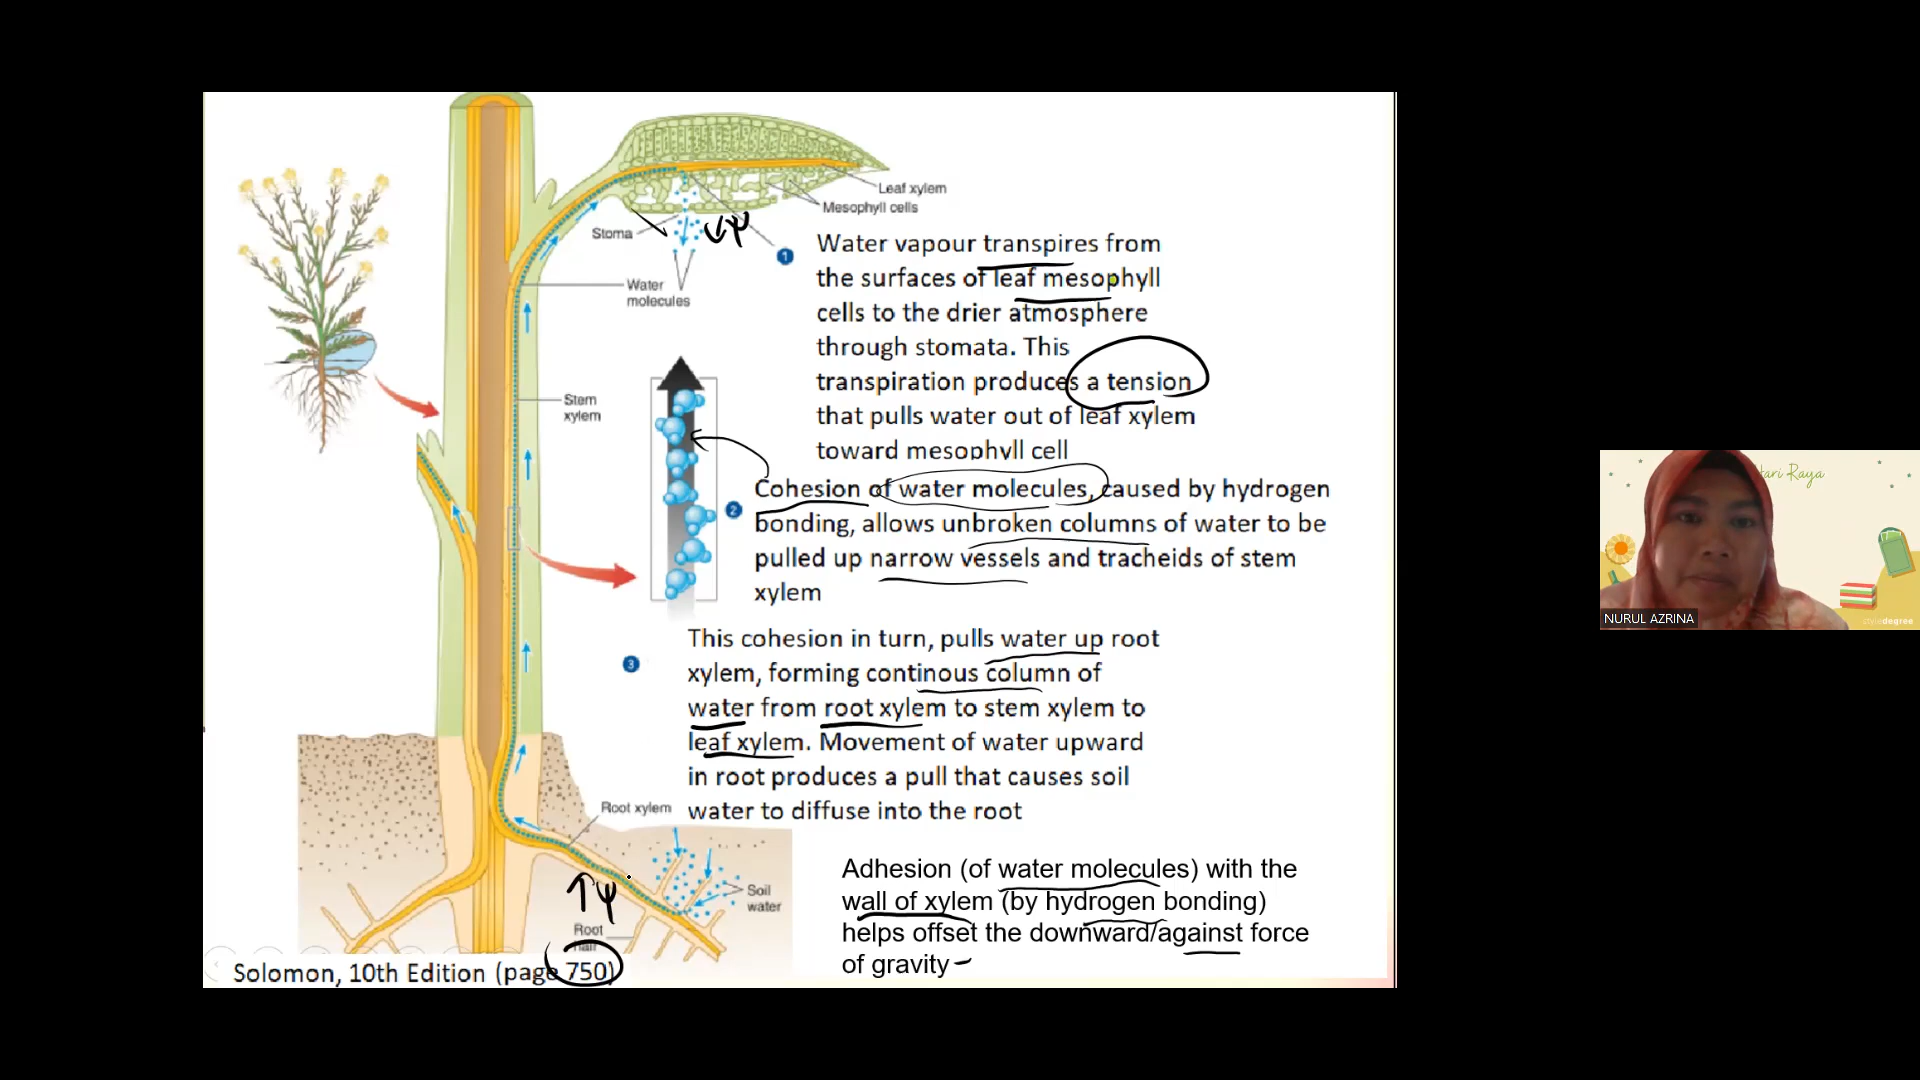 Leaf xylem
Mesophyll cells
Stoma
↓ψ
Water
molecules
1
Water vapour transpires from
the surfaces of leaf mesophyll
cells to the drier atmosphere
through stomata. This
transpiration produces a tension
that pulls water out of leaf xylem
toward mesophyll cell
Stem
xylem
2
Cohesion of water molecules, caused by hydrogen
bonding, allows unbroken columns of water to be
pulled up narrow vessels and tracheids of stem
xylem
3
This cohesion in turn, pulls water up root
xylem, forming continous column of
water from root xylem to stem xylem to
leaf xylem. Movement of water upward
in root produces a pull that causes soil
water to diffuse into the root
Root xylem
↑ψ
Soil
water
Root
hair
Adhesion (of water molecules) with the
wall of xylem (by hydrogen bonding)
helps offset the downward/against force
of gravity
Solomon, 10th Edition (page 750)
Hari Raya
NURUL AZRINA
styledegree